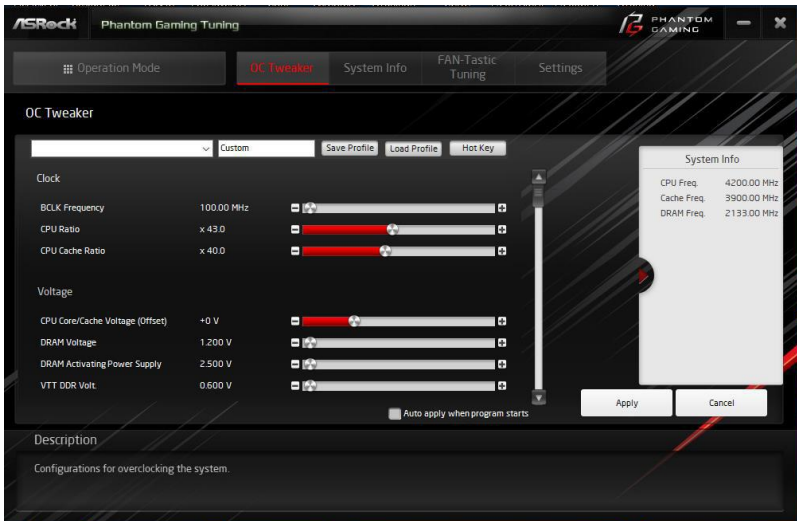 ASRock Phantom Gaming Tuning PHANTOM GAMING
Operation Mode OC Tweaker System Info FAN-Tastic Tuning Settings
OC Tweaker
Custom Save Profile Load Profile Hot Key
System Info
Clock
CPU Freq. 4200.00 MHz
Cache Freq. 3900.00 MHz
DRAM Freq. 2133.00 MHz
BCLK Frequency 100.00 MHz
CPU Ratio x 43.0
CPU Cache Ratio x 40.0
Voltage
CPU Core/Cache Voltage (Offset) +0 V
DRAM Voltage 1.200 V
DRAM Activating Power Supply 2.500 V
VTT DDR Volt. 0.600 V
Auto apply when program starts
Apply Cancel
Description
Configurations for overclocking the system.